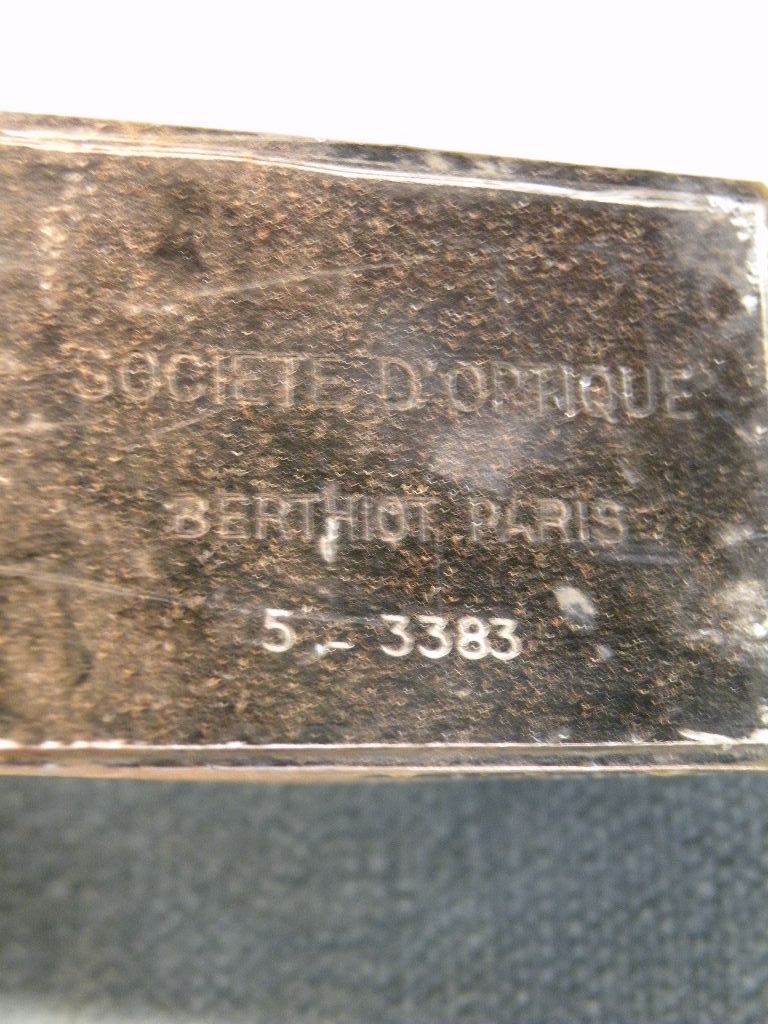 SOCIETE D'OPTIQUE
BERTHIOT PARIS
5 - 3383